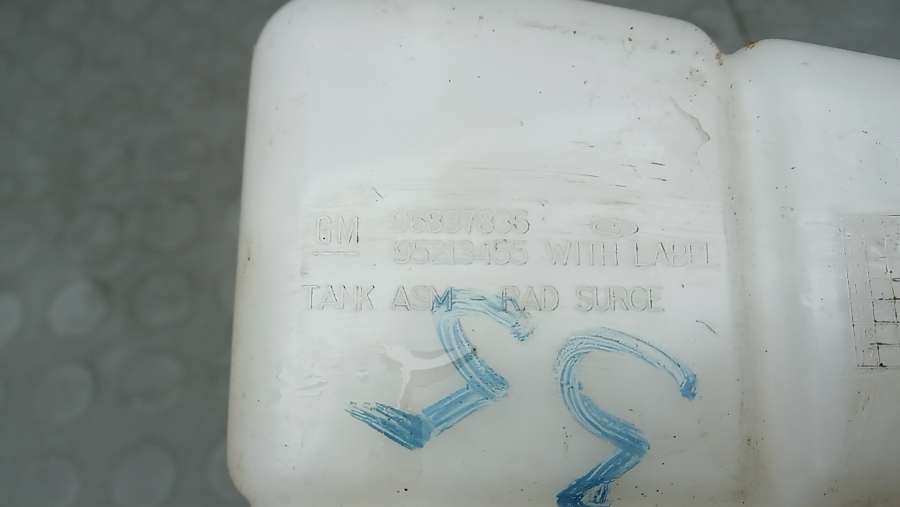 GM 96837836
95213455 WITH LABEL
TANK ASM - RAD SURGE